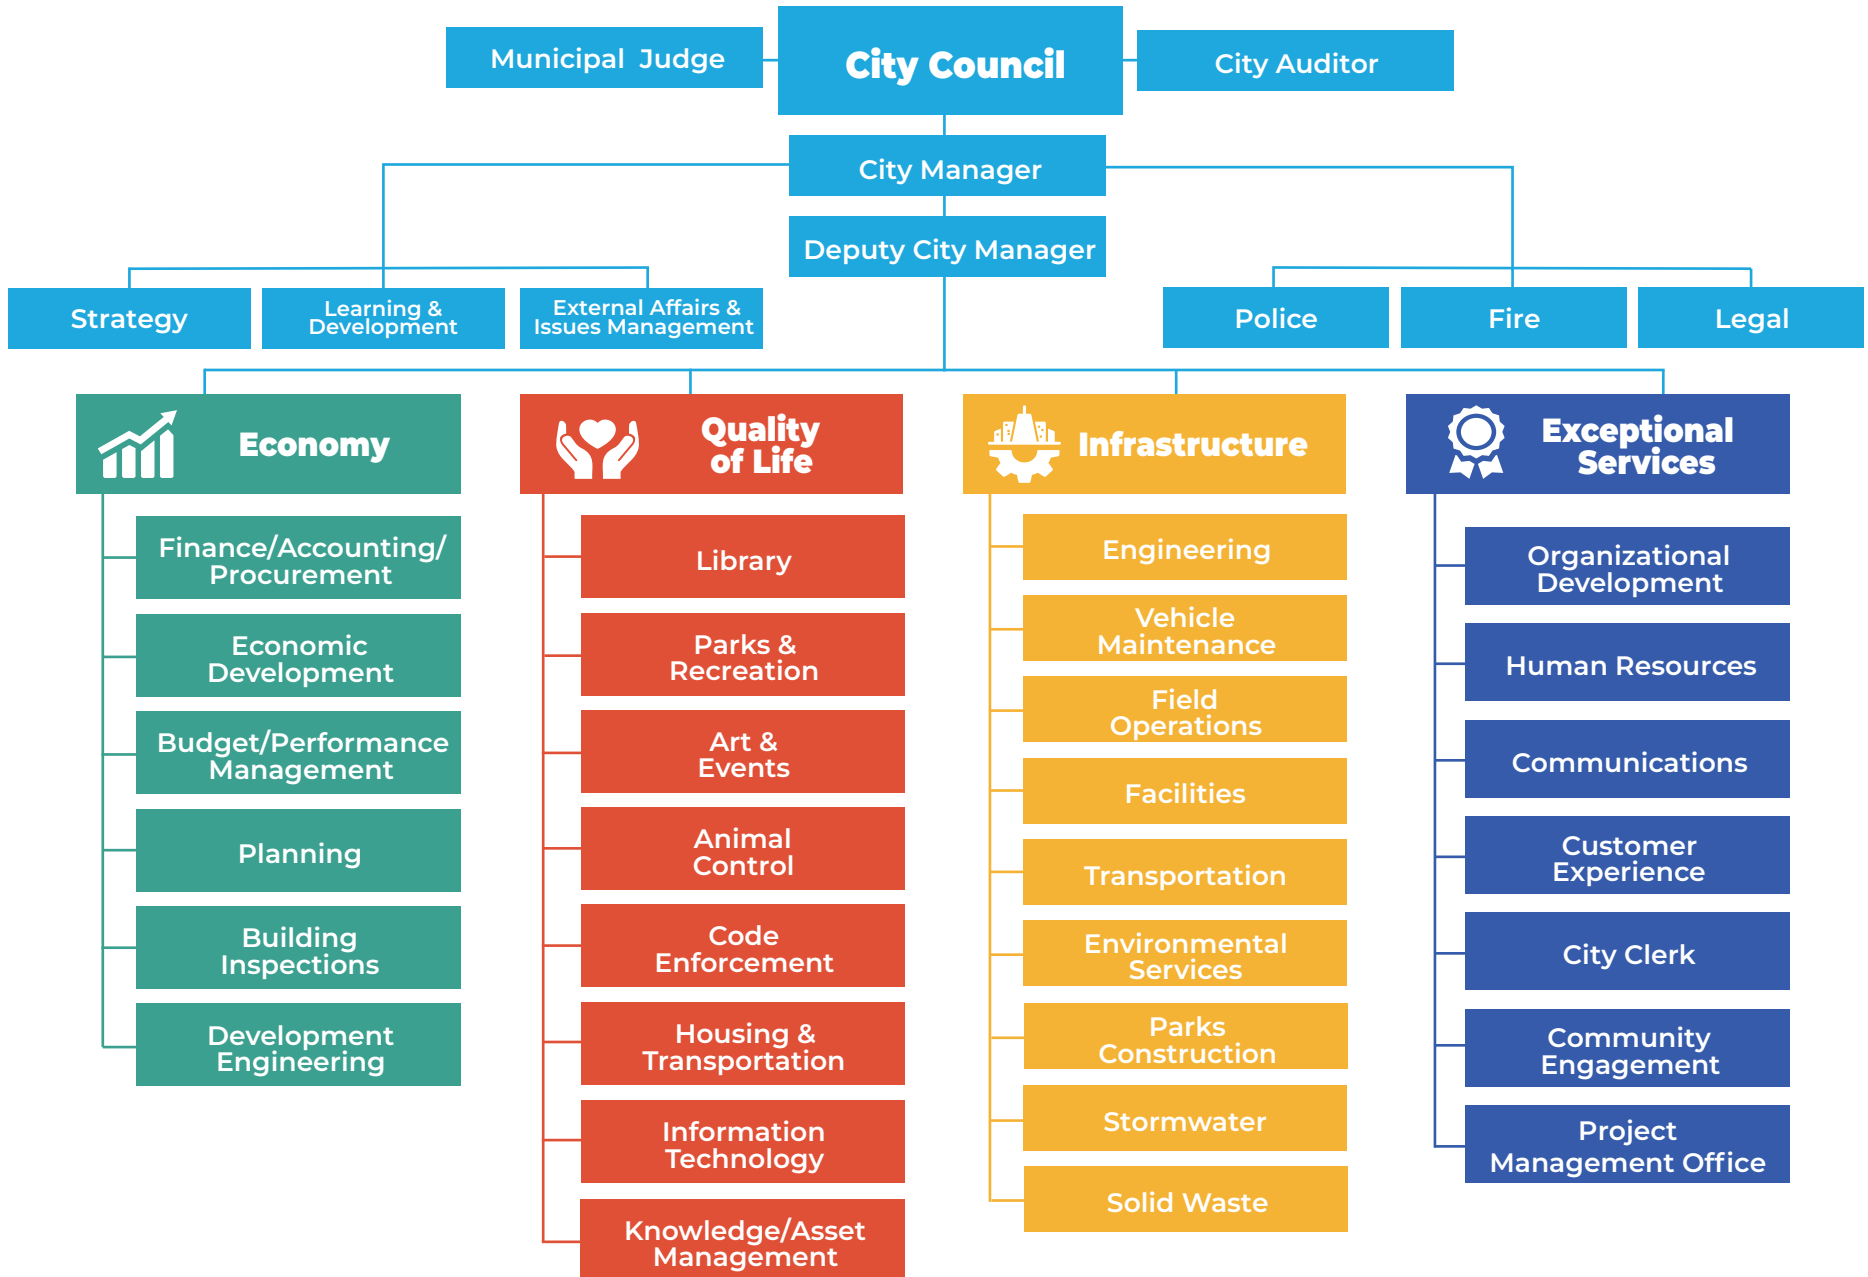 Municipal Judge
City Council
City Auditor
City Manager
Deputy City Manager
Strategy
Learning &
Development
External Affairs &
Issues Management
Police
Fire
Legal
Economy
Finance/Accounting/
Procurement
Economic
Development
Budget/Performance
Management
Planning
Building
Inspections
Development
Engineering
Quality
of Life
Library
Parks &
Recreation
Art &
Events
Animal
Control
Code
Enforcement
Housing &
Transportation
Information
Technology
Knowledge/Asset
Management
Infrastructure
Engineering
Vehicle
Maintenance
Field
Operations
Facilities
Transportation
Environmental
Services
Parks
Construction
Stormwater
Solid Waste
Exceptional
Services
Organizational
Development
Human Resources
Communications
Customer
Experience
City Clerk
Community
Engagement
Project
Management Office